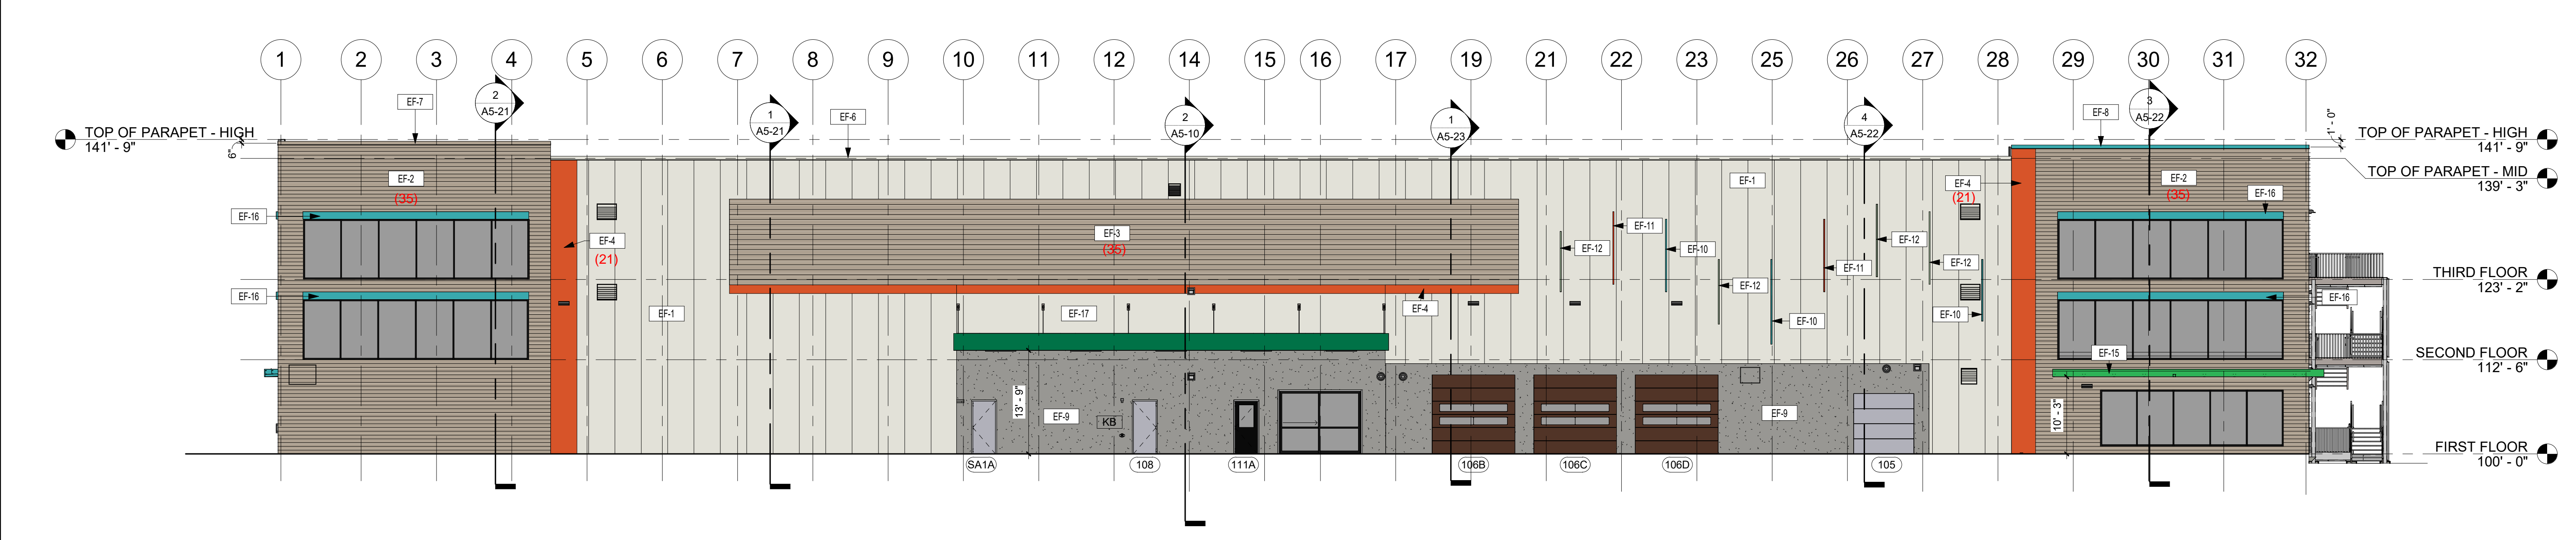 1 2 3 4 5 6 7 8 9 10 11 12 14 15 16 17 19 21 22 23 25 26 27 28 29 30 31 32
2
A5-21
1
A5-21
2
A5-10
1
A5-23
4
A5-22
3
A5-22
EF-7
EF-6
EF-8
TOP OF PARAPET - HIGH
141' - 9"
6"
1' - 0"
TOP OF PARAPET - HIGH
141' - 9"
TOP OF PARAPET - MID
139' - 3"
EF-2
(35)
EF-1
EF-4
(21)
EF-2
(35)
EF-16
EF-16
EF-4
(21)
EF-3
(35)
EF-11
EF-12
EF-10
EF-12
EF-11
EF-12
EF-12
THIRD FLOOR
123' - 2"
EF-16
EF-1
EF-17
EF-4
EF-10
EF-10
EF-16
SECOND FLOOR
112' - 6"
EF-15
13' - 9"
EF-9
KB
EF-9
10' - 3"
FIRST FLOOR
100' - 0"
SA1A
108
111A
106B
106C
106D
105